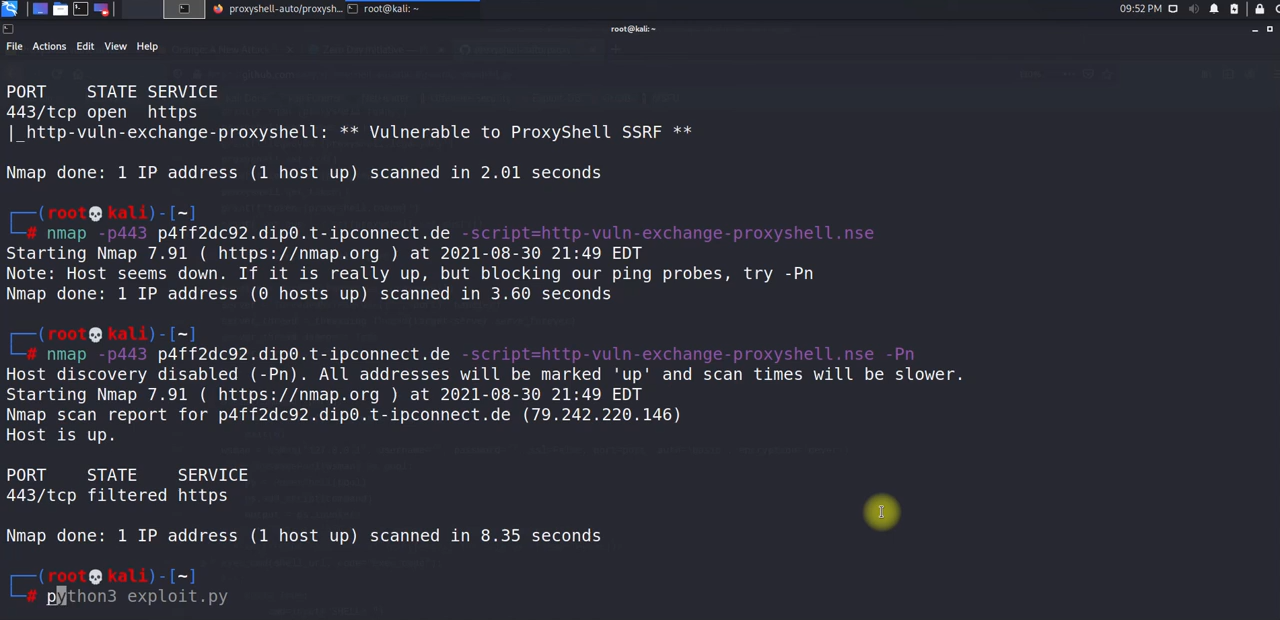 proxyshell-auto/proxysh...
root@kali: ~
09:52 PM
root@kali: ~
File Actions Edit View Help
PORT STATE SERVICE
443/tcp open https
|_http-vuln-exchange-proxyshell: ** Vulnerable to ProxyShell SSRF **
Nmap done: 1 IP address (1 host up) scanned in 2.01 seconds
┌──(root💀kali)-[~]
└─# nmap -p443 p4ff2dc92.dip0.t-ipconnect.de -script=http-vuln-exchange-proxyshell.nse
Starting Nmap 7.91 ( https://nmap.org ) at 2021-08-30 21:49 EDT
Note: Host seems down. If it is really up, but blocking our ping probes, try -Pn
Nmap done: 1 IP address (0 hosts up) scanned in 3.60 seconds
┌──(root💀kali)-[~]
└─# nmap -p443 p4ff2dc92.dip0.t-ipconnect.de -script=http-vuln-exchange-proxyshell.nse -Pn
Host discovery disabled (-Pn). All addresses will be marked 'up' and scan times will be slower.
Starting Nmap 7.91 ( https://nmap.org ) at 2021-08-30 21:49 EDT
Nmap scan report for p4ff2dc92.dip0.t-ipconnect.de (79.242.220.146)
Host is up.
PORT STATE SERVICE
443/tcp filtered https
Nmap done: 1 IP address (1 host up) scanned in 8.35 seconds
┌──(root💀kali)-[~]
└─# python3 exploit.py